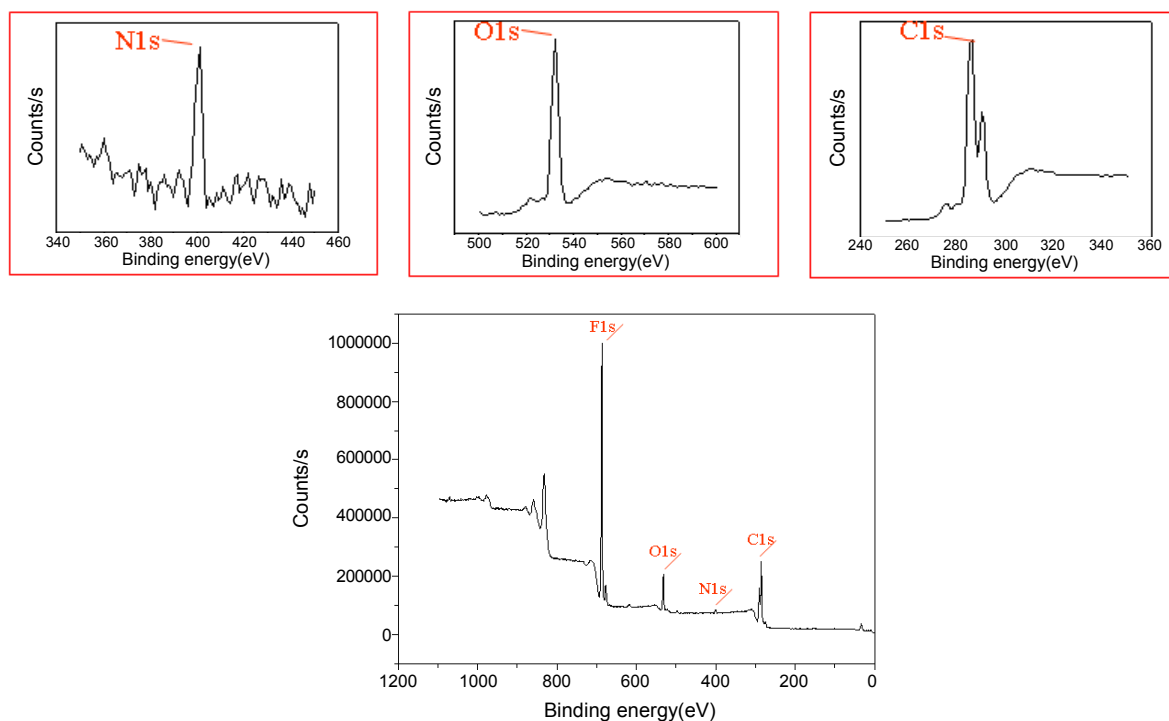 N1s
Counts/s
340 360 380 400 420 440 460
Binding energy(eV)
O1s
Counts/s
500 520 540 560 580 600
Binding energy(eV)
C1s
Counts/s
240 260 280 300 320 340 360
Binding energy(eV)
F1s
1000000
800000
600000
400000
200000
0
Counts/s
O1s
N1s
C1s
1200 1000 800 600 400 200 0
Binding energy(eV)